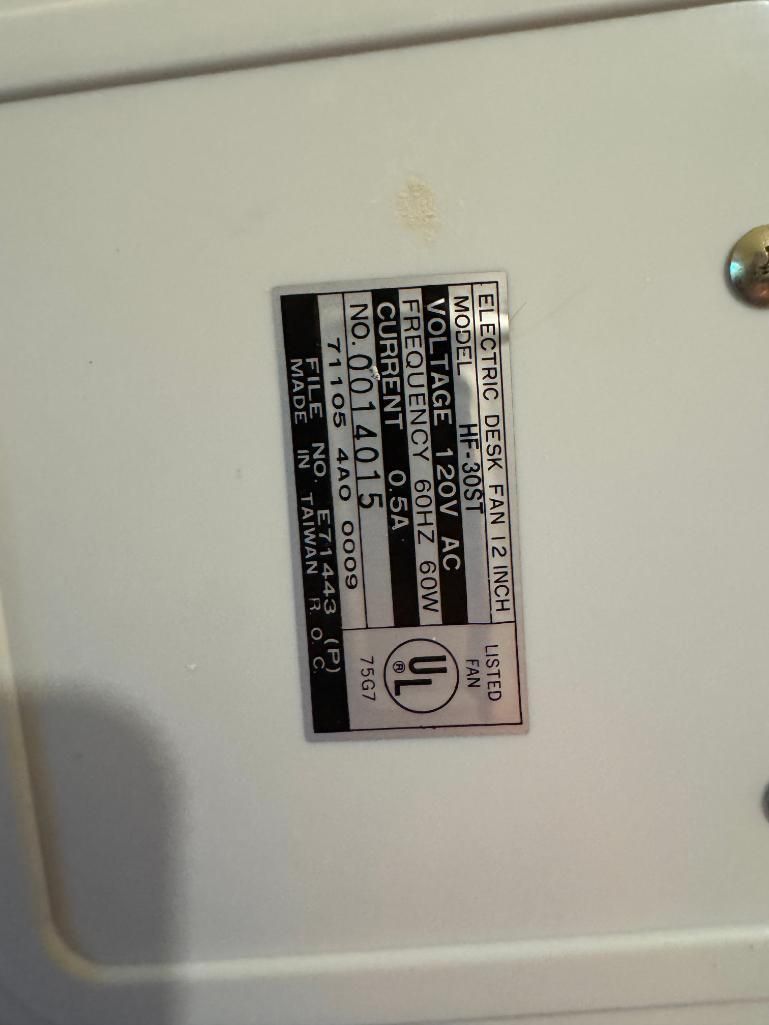 ELECTRIC DESK FAN 12 INCH
MODEL HF-30ST
VOLTAGE 120V AC
FREQUENCY 60HZ 60W
CURRENT 0.5A
NO. 0014015
71105 4A0 0009
FILE NO. E71443 (P)
MADE IN TAIWAN R.O.C.
LISTED
FAN
UL®
75G7